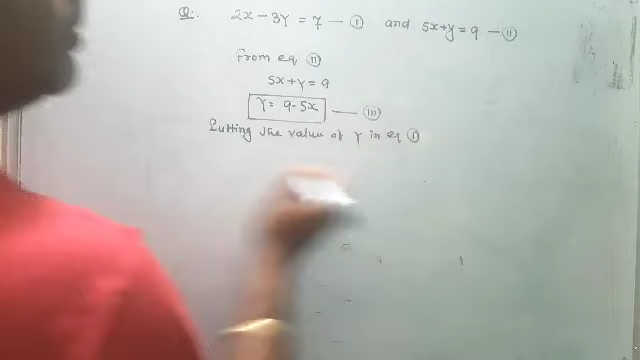 Q. 2x - 3y = 7 — (I) and 5x + y = 9 — (II)
From eq (II)
5x + y = 9
y = 9 - 5x — (III)
Putting the value of y in eq (I)